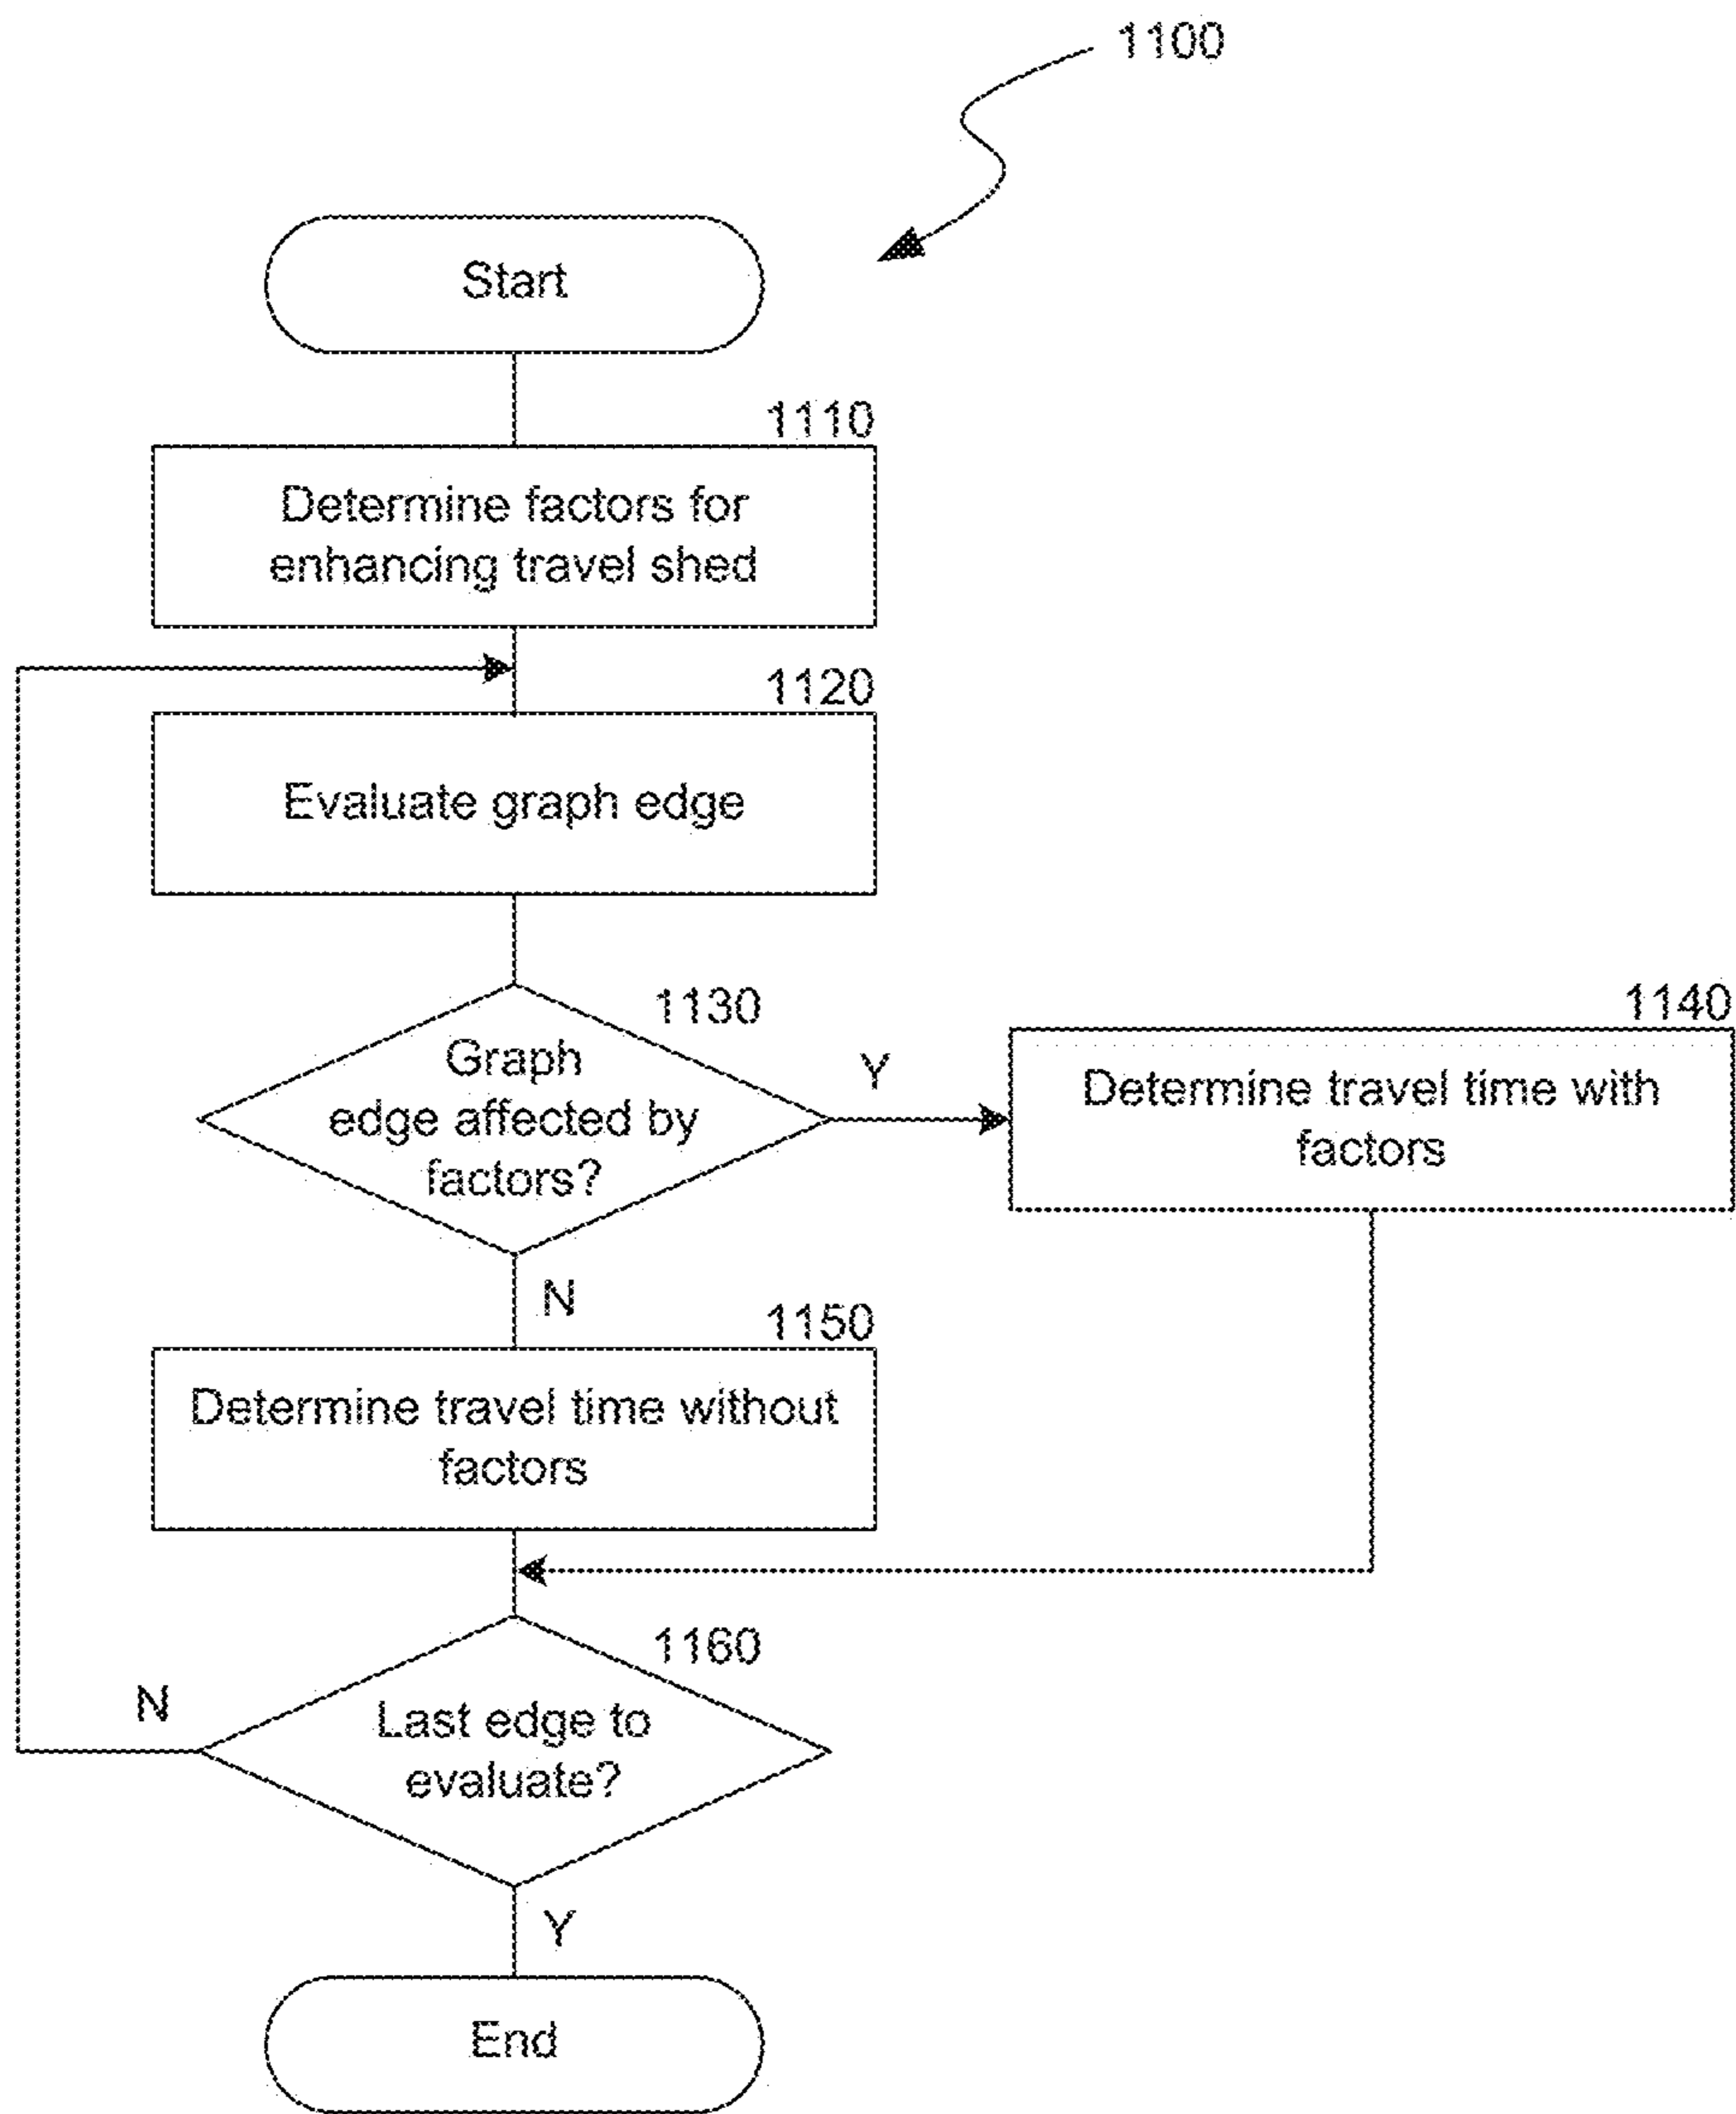 1100
Start
1110
Determine factors for
enhancing travel shed
1120
Evaluate graph edge
1130
Graph
edge affected by
factors?
Y
1140
Determine travel time with
factors
N
1150
Determine travel time without
factors
1160
Last edge to
evaluate?
N
Y
End